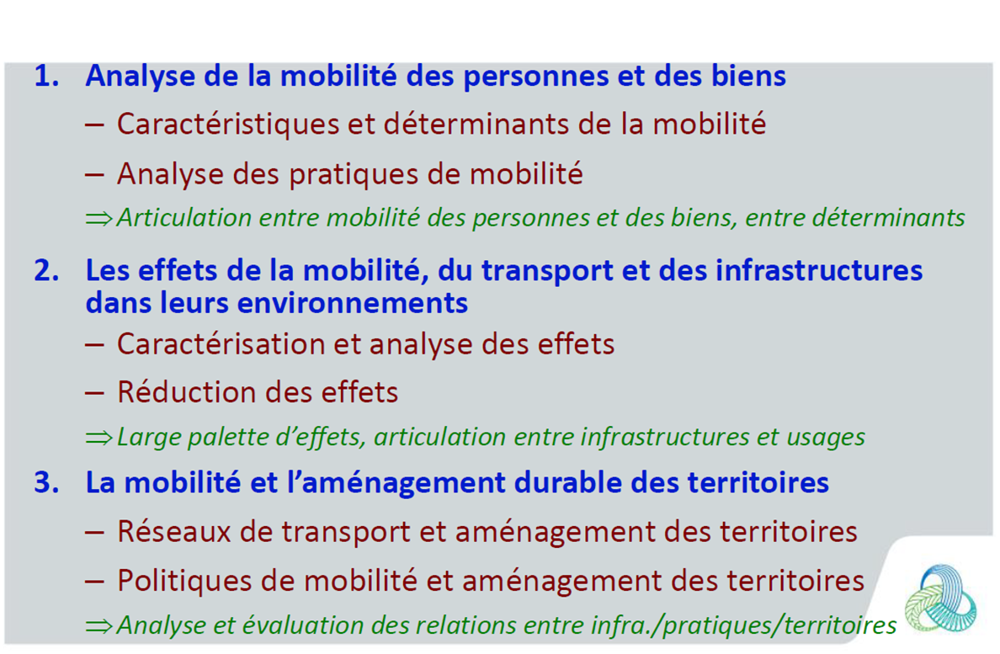 1. Analyse de la mobilité des personnes et des biens
– Caractéristiques et déterminants de la mobilité
– Analyse des pratiques de mobilité
⇒ Articulation entre mobilité des personnes et des biens, entre déterminants
2. Les effets de la mobilité, du transport et des infrastructures
dans leurs environnements
– Caractérisation et analyse des effets
– Réduction des effets
⇒ Large palette d’effets, articulation entre infrastructures et usages
3. La mobilité et l’aménagement durable des territoires
– Réseaux de transport et aménagement des territoires
– Politiques de mobilité et aménagement des territoires
⇒ Analyse et évaluation des relations entre infra./pratiques/territoires